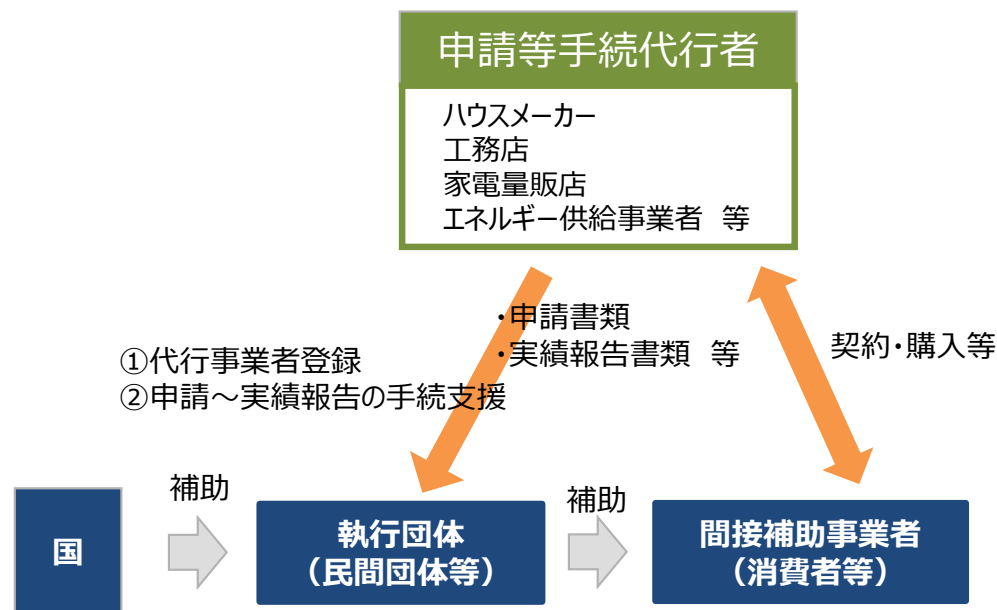 申請等手続代行者
ハウスメーカー
工務店
家電量販店
エネルギー供給事業者 等
・申請書類
・実績報告書類 等
契約・購入等
①代行事業者登録
②申請～実績報告の手続支援
国
補助
執行団体
（民間団体等）
補助
間接補助事業者
（消費者等）